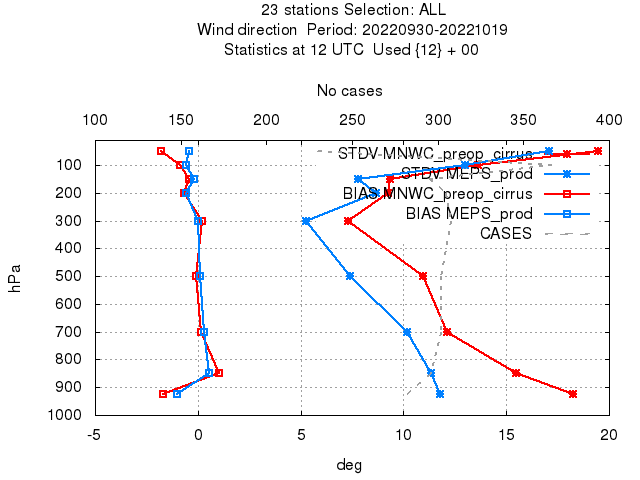 23 stations Selection: ALL
Wind direction  Period: 20220930-20221019
Statistics at 12 UTC  Used {12} + 00
No cases
100 150 200 250 300 350 400
STDV MNWC_preop_cirrus
100
STDV MEPS_prod
200
BIAS MNWC_preop_cirrus
300
BIAS MEPS_prod
400
CASES
hPa
500
600
700
800
900
1000
-5 0 5 10 15 20
deg